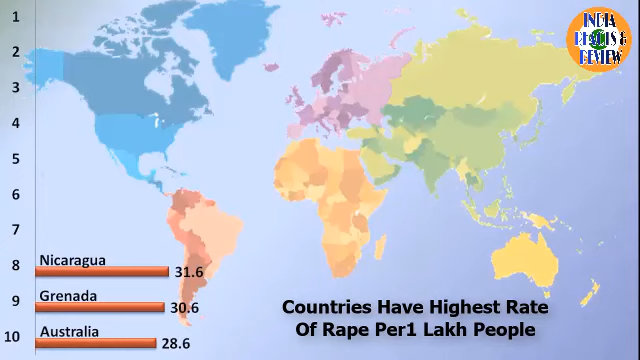 1
INDIA
PHOTOS &
REVIEW
2
3
4
5
6
7
Nicaragua
8
31.6
Grenada
9
30.6
Countries Have Highest Rate
Of Rape Per1 Lakh People
Australia
10
28.6